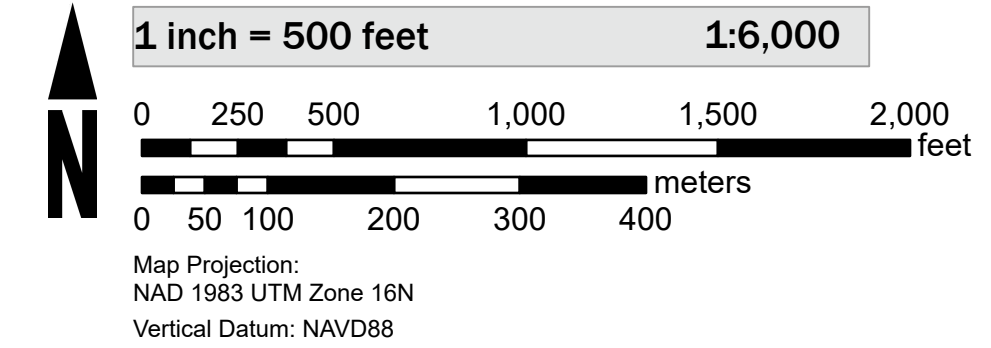 1 inch = 500 feet 1:6,000
0 250 500 1,000 1,500 2,000
feet
meters
0 50 100 200 300 400
N
Map Projection:
NAD 1983 UTM Zone 16N
Vertical Datum: NAVD88